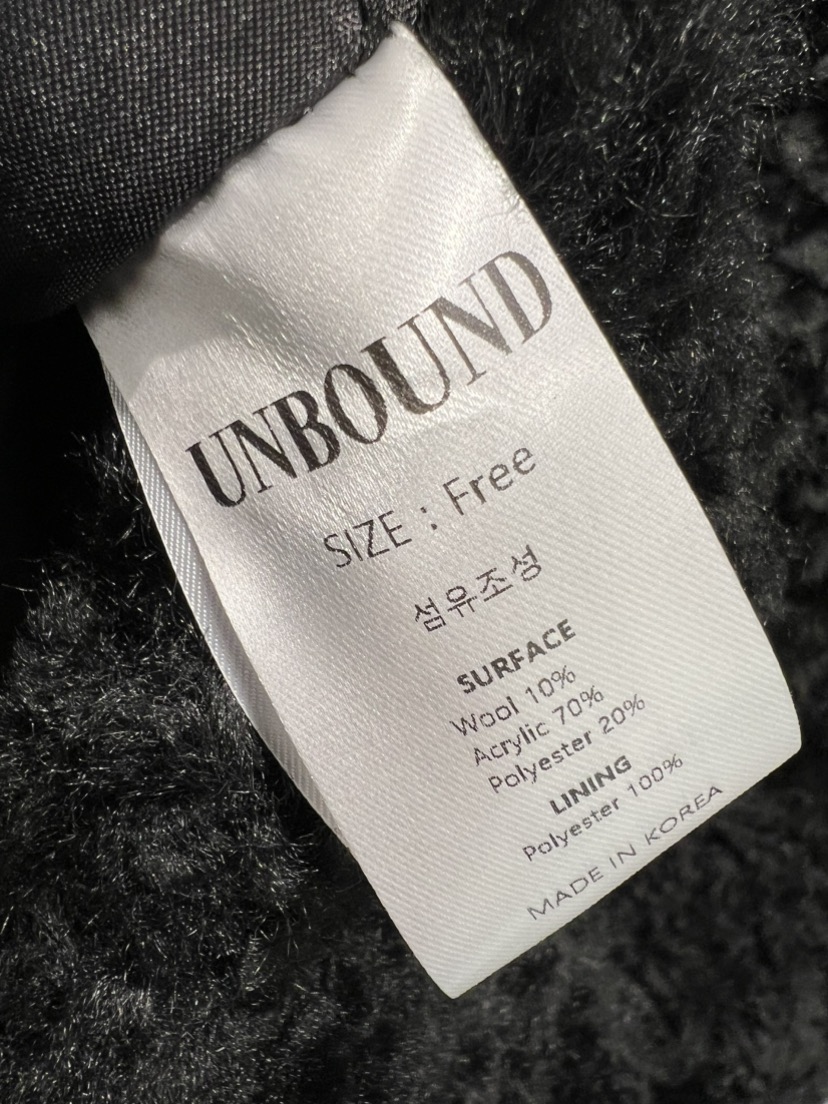 UNBOUND
SIZE : Free
섬유조성
SURFACE
Wool 10%
Acrylic 70%
Polyester 20%
LINING
Polyester 100%
MADE IN KOREA